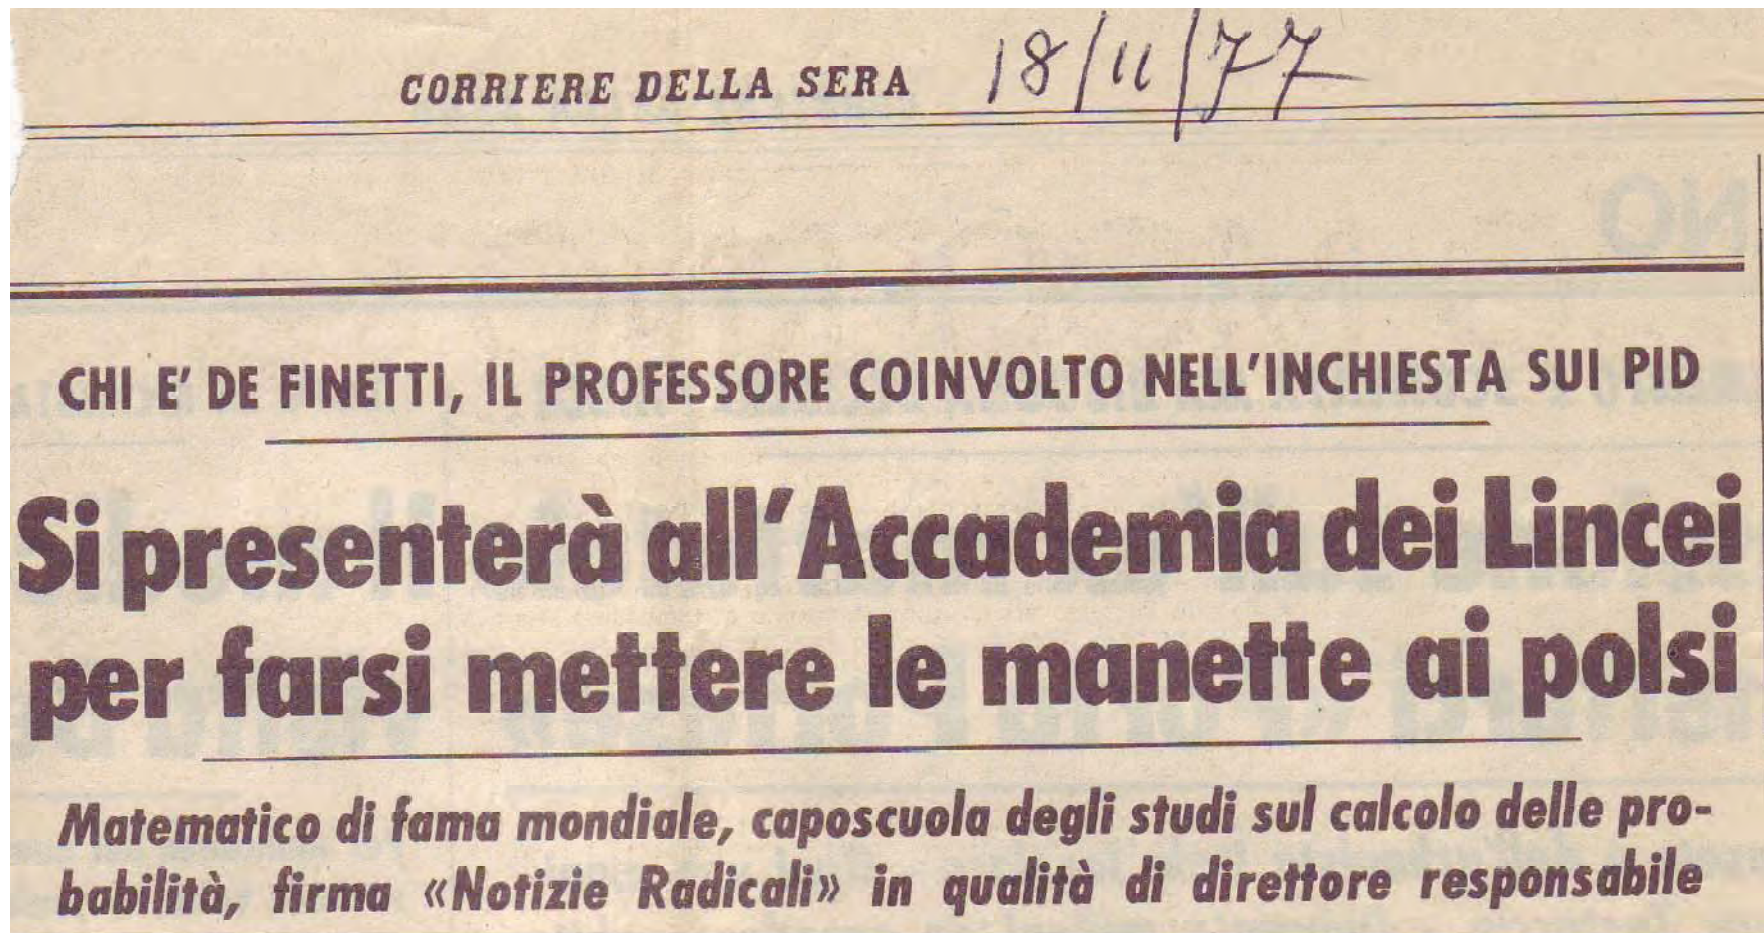 CORRIERE DELLA SERA 18/11/77
CHI E' DE FINETTI, IL PROFESSORE COINVOLTO NELL'INCHIESTA SUI PID
Si presenterà all'Accademia dei Lincei
per farsi mettere le manette ai polsi
Matematico di fama mondiale, caposcuola degli studi sul calcolo delle pro-
babilità, firma «Notizie Radicali» in qualità di direttore responsabile